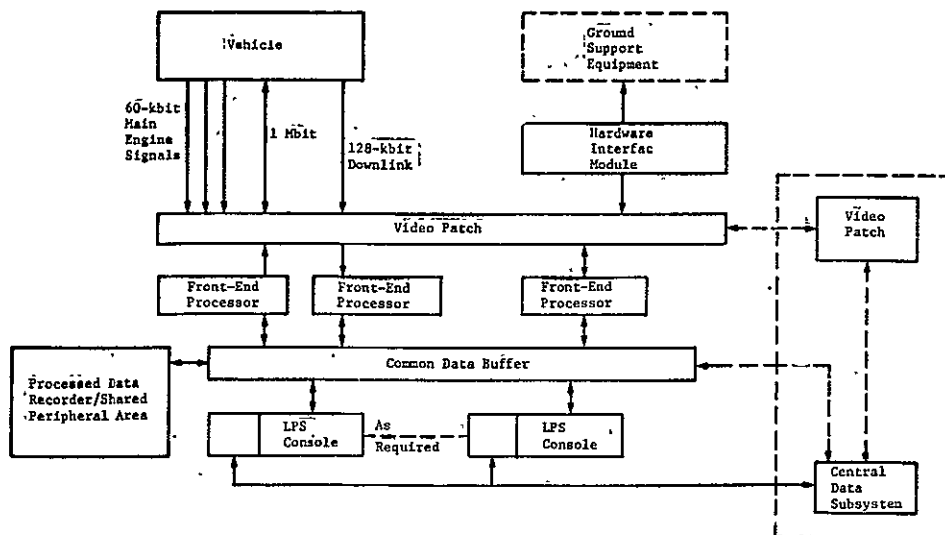 Vehicle
Ground
Support
Equipment
60-kbit
Main
Engine
Signals
1 Mbit
128-kbit
Downlink
Hardware
Interfac
Module
Video Patch
Video
Patch
Front-End
Processor
Front-End
Processor
Front-End
Processor
Common Data Buffer
Processed Data
Recorder/Shared
Peripheral Area
LPS
Console
As
Required
LPS
Console
Central
Data
Subsysten